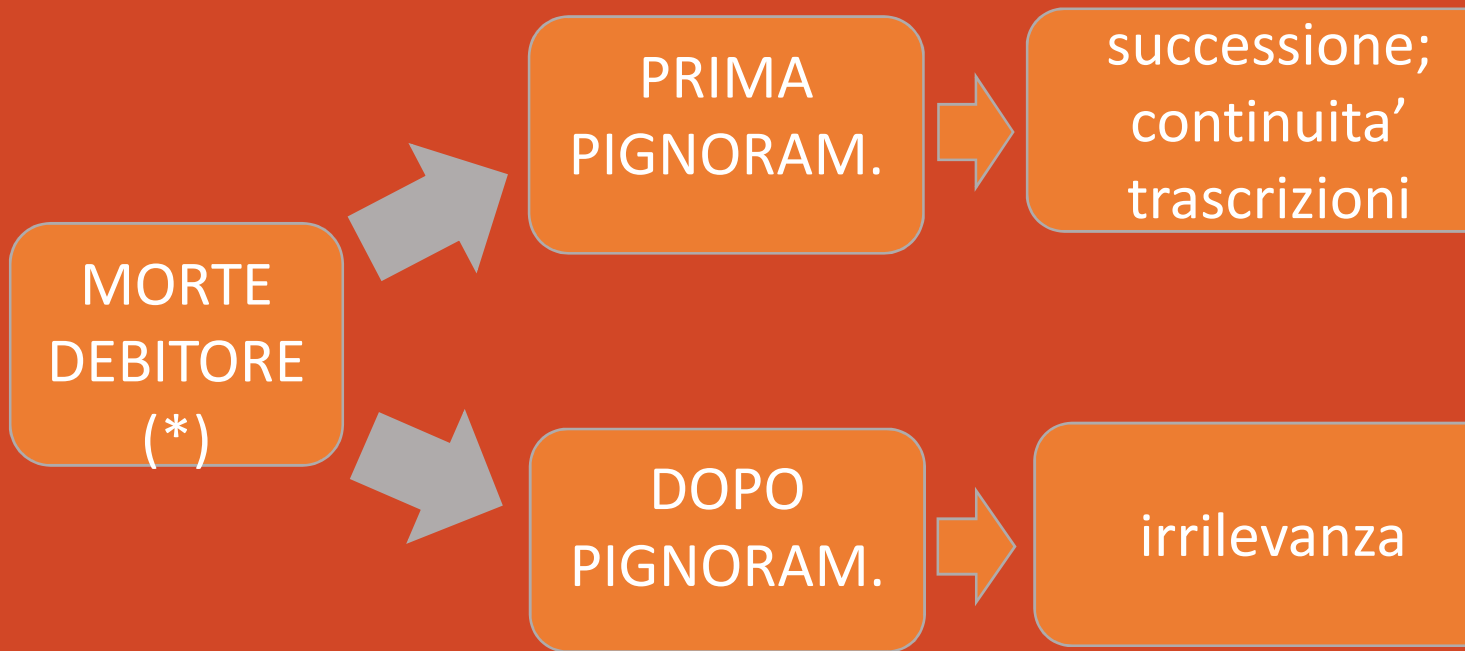 MORTE
DEBITORE
(*)
PRIMA
PIGNORAM.
successione;
continuita’
trascrizioni
DOPO
PIGNORAM.
irrilevanza